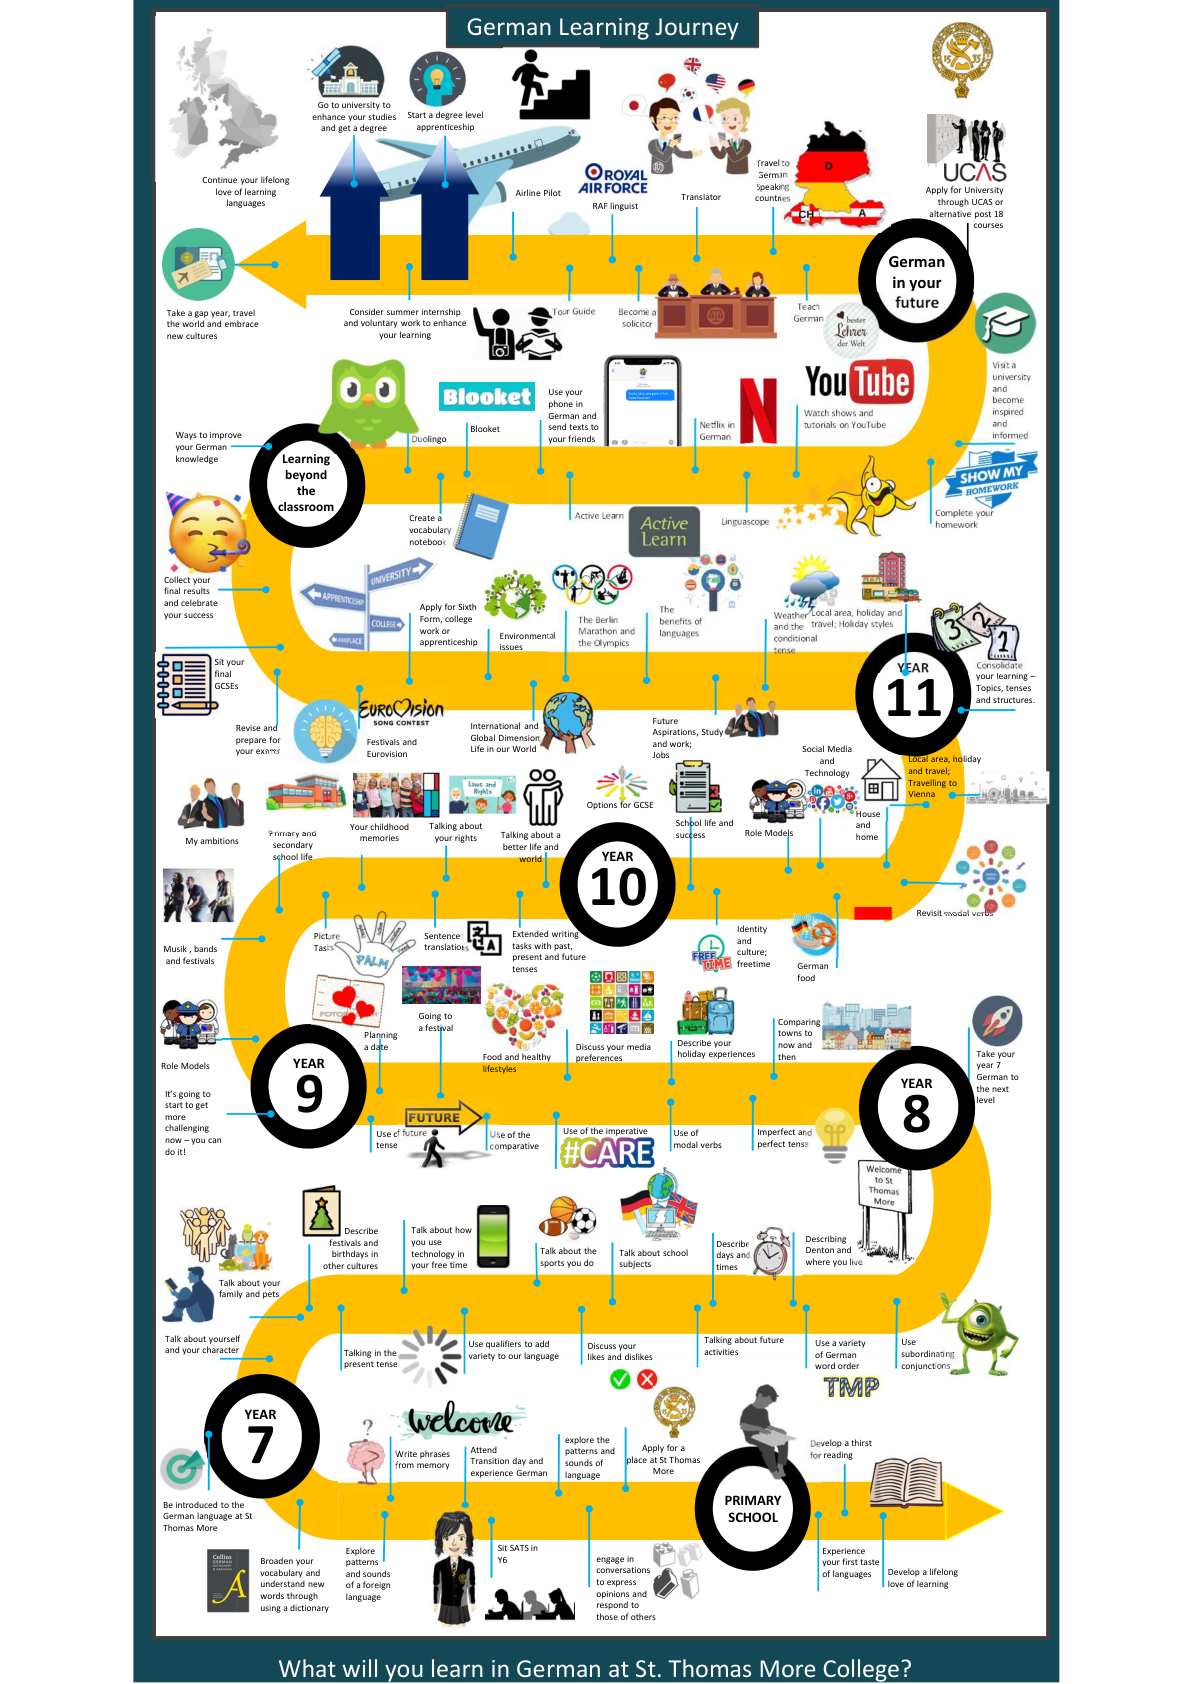 German Learning Journey
Go to university to
enhance your studies
and get a degree
Start a degree level
apprenticeship
Continue your lifelong
love of learning
languages
Airline Pilot
ROYAL
AIR FORCE
RAF linguist
Translator
Travel to
German
Speaking
countries
D
CH
A
UCAS
Apply for University
through UCAS or
alternative post 18
courses
German
in your
future
Take a gap year, travel
the world and embrace
new cultures
Consider summer internship
and voluntary work to enhance
your learning
Tour Guide
Become a
solicitor
Teach
German
bester
Lehrer
der Welt
Visit a
university
and
become
inspired
and
informed
Ways to improve
your German
knowledge
Duolingo
Blooket
Blooket
Use your
phone in
German and
send texts to
your friends
Netflix in
German
YouTube
Watch shows and
tutorials on YouTube
Learning
beyond
the
classroom
Create a
vocabulary
notebook
Active Learn
Active
Learn
Linguascope
SHOW MY
HOMEWORK
Complete your
homework
Collect your
final results
and celebrate
your success
UNIVERSITY
APPRENTICESHIP
COLLEGE
WORKPLACE
Apply for Sixth
Form, college
work or
apprenticeship
Environmental
issues
The Berlin
Marathon and
the Olympics
The
benefits of
languages
Weather
and the
conditional
tense
Local area, holiday and
travel; Holiday styles
3 2 1
YEAR
11
Consolidate
your learning –
Topics, tenses
and structures.
Sit your
final
GCSEs
Revise and
prepare for
your exams
EUROVISION
SONG CONTEST
Festivals and
Eurovision
International and
Global Dimension
Life in our World
Future
Aspirations, Study
and work;
Jobs
Social Media
and
Technology
Local area, holiday
and travel;
Travelling to
Vienna
My ambitions
Primary and
secondary
school life
Your childhood
memories
Laws and
Rights
Talking about
your rights
Talking about a
better life and
world
Options for GCSE
School life and
success
Role Models
House
and
home
YEAR
10
Revisit modal verbs
Musik , bands
and festivals
Picture
Tasks
PALM
Sentence
translations
Extended writing
tasks with past,
present and future
tenses
FREE
TIME
Identity
and
culture;
freetime
German
food
Role Models
Planning
a date
Going to
a festival
Food and healthy
lifestyles
Discuss your media
preferences
Describe your
holiday experiences
Comparing
towns to
now and
then
Take your
year 7
German to
the next
level
YEAR
9
YEAR
8
It's going to
start to get
more
challenging
now – you can
do it!
Use of future
tense
FUTURE
Use of the
comparative
Use of the imperative
#CARE
Use of
modal verbs
Imperfect and
perfect tense
Welcome
to St
Thomas
More
Talk about your
family and pets
Describe
festivals and
birthdays in
other cultures
Talk about how
you use
technology in
your free time
Talk about the
sports you do
Talk about school
subjects
Describe
days and
times
Describing
Denton and
where you live
Talk about yourself
and your character
Talking in the
present tense
Use qualifiers to add
variety to our language
Discuss your
likes and dislikes
Talking about future
activities
Use a variety
of German
word order
TMP
Use
subordinating
conjunctions
YEAR
7
welcome
Write phrases
from memory
Attend
Transition day and
experience German
explore the
patterns and
sounds of
language
Apply for a
place at St Thomas
More
Develop a thirst
for reading
PRIMARY
SCHOOL
Be introduced to the
German language at St
Thomas More
Collins
Broaden your
vocabulary and
understand new
words through
using a dictionary
Explore
patterns
and sounds
of a foreign
language
Sit SATS in
Y6
engage in
conversations
to express
opinions and
respond to
those of others
Experience
your first taste
of languages
Develop a lifelong
love of learning
What will you learn in German at St. Thomas More College?